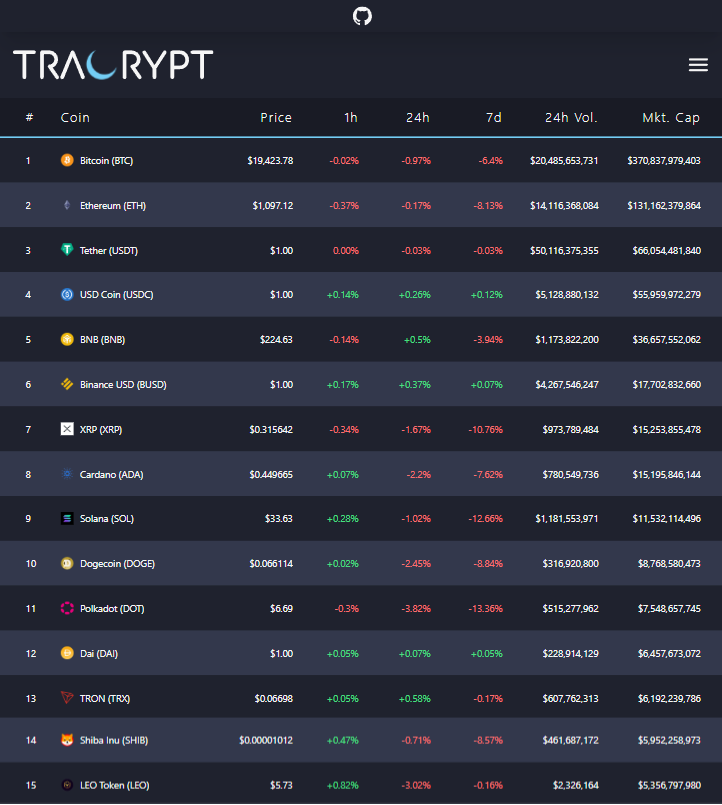 TRACRYPT
# Coin Price 1h 24h 7d 24h Vol. Mkt. Cap
1 Bitcoin (BTC) $19,423.78 -0.02% -0.97% -6.4% $20,485,653,731 $370,837,979,403
2 Ethereum (ETH) $1,097.12 -0.37% -0.17% -8.13% $14,116,368,084 $131,162,379,864
3 Tether (USDT) $1.00 0.00% -0.03% -0.03% $50,116,375,355 $66,054,481,840
4 USD Coin (USDC) $1.00 +0.14% +0.26% +0.12% $5,128,880,132 $55,959,972,279
5 BNB (BNB) $224.63 -0.14% +0.5% -3.94% $1,173,822,200 $36,657,552,062
6 Binance USD (BUSD) $1.00 +0.17% +0.37% +0.07% $4,267,546,247 $17,702,832,660
7 XRP (XRP) $0.315642 -0.34% -1.67% -10.76% $973,789,484 $15,253,855,478
8 Cardano (ADA) $0.449665 +0.07% -2.2% -7.62% $780,549,736 $15,195,846,144
9 Solana (SOL) $33.63 +0.28% -1.02% -12.66% $1,181,553,971 $11,532,114,496
10 Dogecoin (DOGE) $0.066114 +0.02% -2.45% -8.84% $316,920,800 $8,768,580,473
11 Polkadot (DOT) $6.69 -0.3% -3.82% -13.36% $515,277,962 $7,548,657,745
12 Dai (DAI) $1.00 +0.05% +0.07% +0.05% $228,914,129 $6,457,673,072
13 TRON (TRX) $0.06698 +0.05% +0.58% -0.17% $607,762,313 $6,192,239,786
14 Shiba Inu (SHIB) $0.00001012 +0.47% -0.71% -8.57% $461,687,172 $5,952,258,973
15 LEO Token (LEO) $5.73 +0.82% -3.02% -0.16% $2,326,164 $5,356,797,980